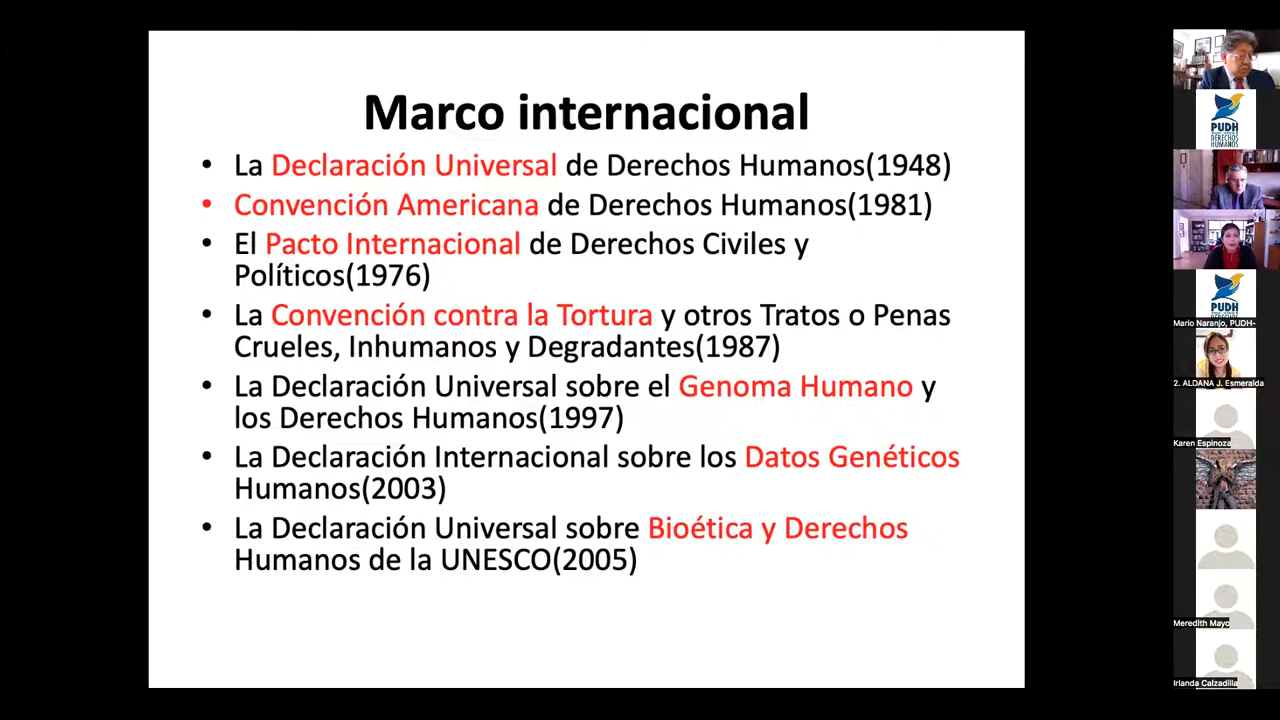 Marco internacional
• La Declaración Universal de Derechos Humanos(1948)
• Convención Americana de Derechos Humanos(1981)
• El Pacto Internacional de Derechos Civiles y
Políticos(1976)
• La Convención contra la Tortura y otros Tratos o Penas
Crueles, Inhumanos y Degradantes(1987)
• La Declaración Universal sobre el Genoma Humano y
los Derechos Humanos(1997)
• La Declaración Internacional sobre los Datos Genéticos
Humanos(2003)
• La Declaración Universal sobre Bioética y Derechos
Humanos de la UNESCO(2005)
PUDH
DERECHOS
HUMANOS
PUDH
Mario Naranjo, PUDH-
2. ALDANA J. Esmeralda
Karen Espinoza
Meredith Mayo
Irlanda Calzadilla